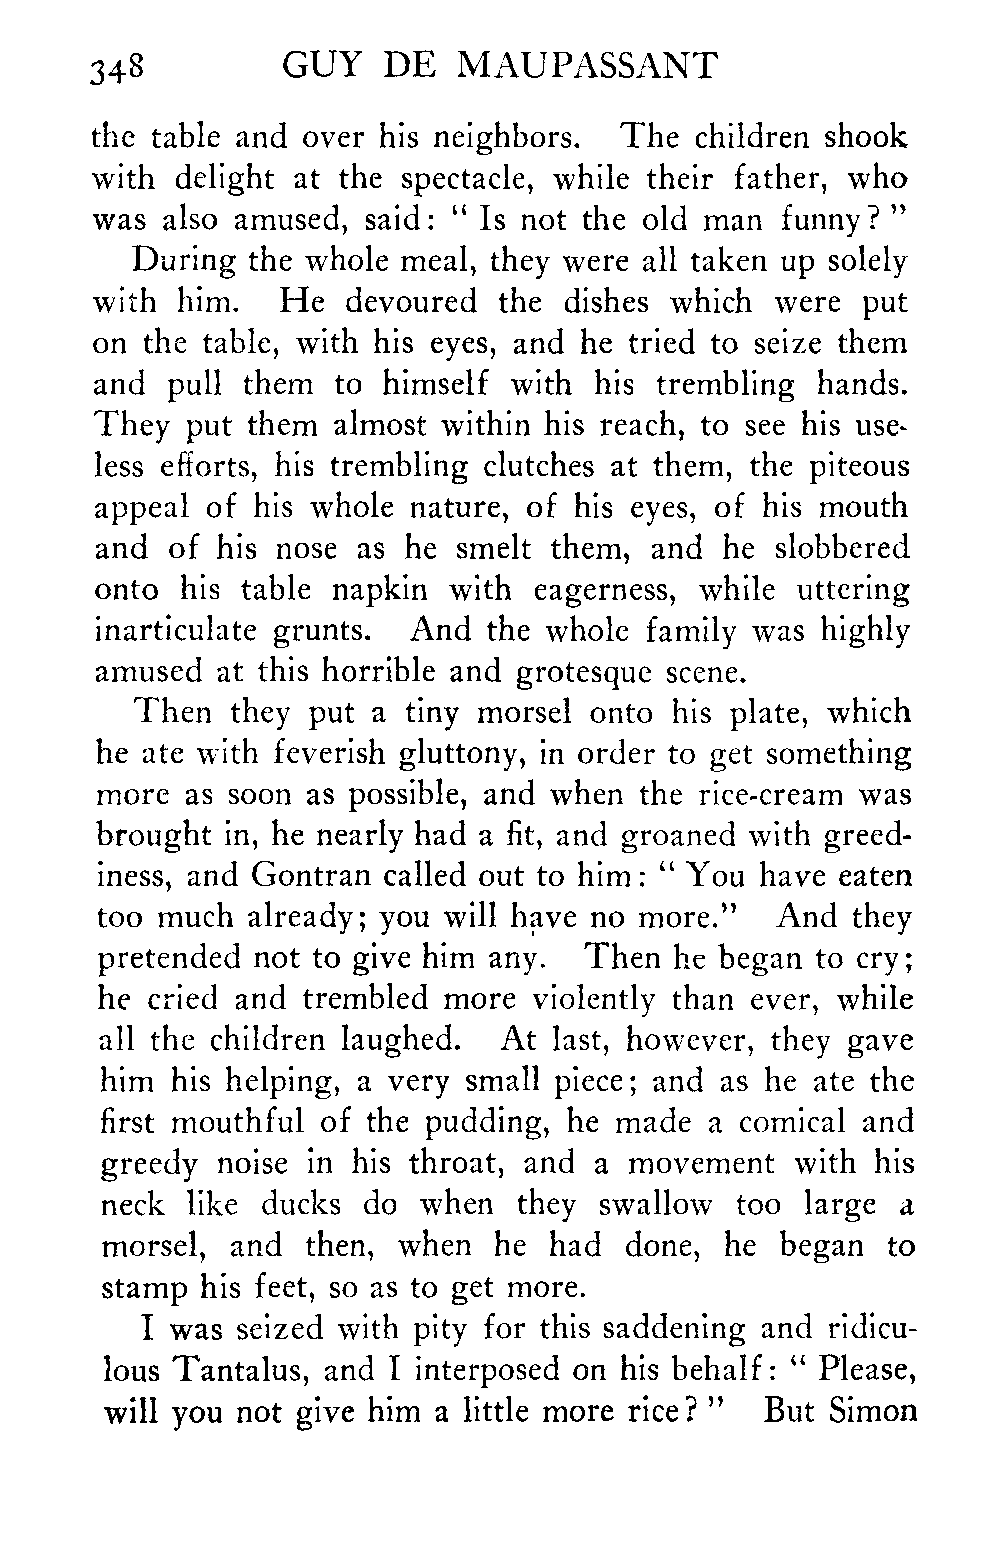 348 GUY DE MAUPASSANT
the table and over his neighbors. The children shook
with delight at the spectacle, while their father, who
was also amused, said: " Is not the old man funny? "
During the whole meal, they were all taken up solely
with him. He devoured the dishes which were put
on the table, with his eyes, and he tried to seize them
and pull them to himself with his trembling hands.
They put them almost within his reach, to see his use-
less efforts, his trembling clutches at them, the piteous
appeal of his whole nature, of his eyes, of his mouth
and of his nose as he smelt them, and he slobbered
onto his table napkin with eagerness, while uttering
inarticulate grunts. And the whole family was highly
amused at this horrible and grotesque scene.
Then they put a tiny morsel onto his plate, which
he ate with feverish gluttony, in order to get something
more as soon as possible, and when the rice-cream was
brought in, he nearly had a fit, and groaned with greed-
iness, and Gontran called out to him: " You have eaten
too much already; you will have no more." And they
pretended not to give him any. Then he began to cry;
he cried and trembled more violently than ever, while
all the children laughed. At last, however, they gave
him his helping, a very small piece; and as he ate the
first mouthful of the pudding, he made a comical and
greedy noise in his throat, and a movement with his
neck like ducks do when they swallow too large a
morsel, and then, when he had done, he began to
stamp his feet, so as to get more.
I was seized with pity for this saddening and ridicu-
lous Tantalus, and I interposed on his behalf: " Please,
will you not give him a little more rice? " But Simon